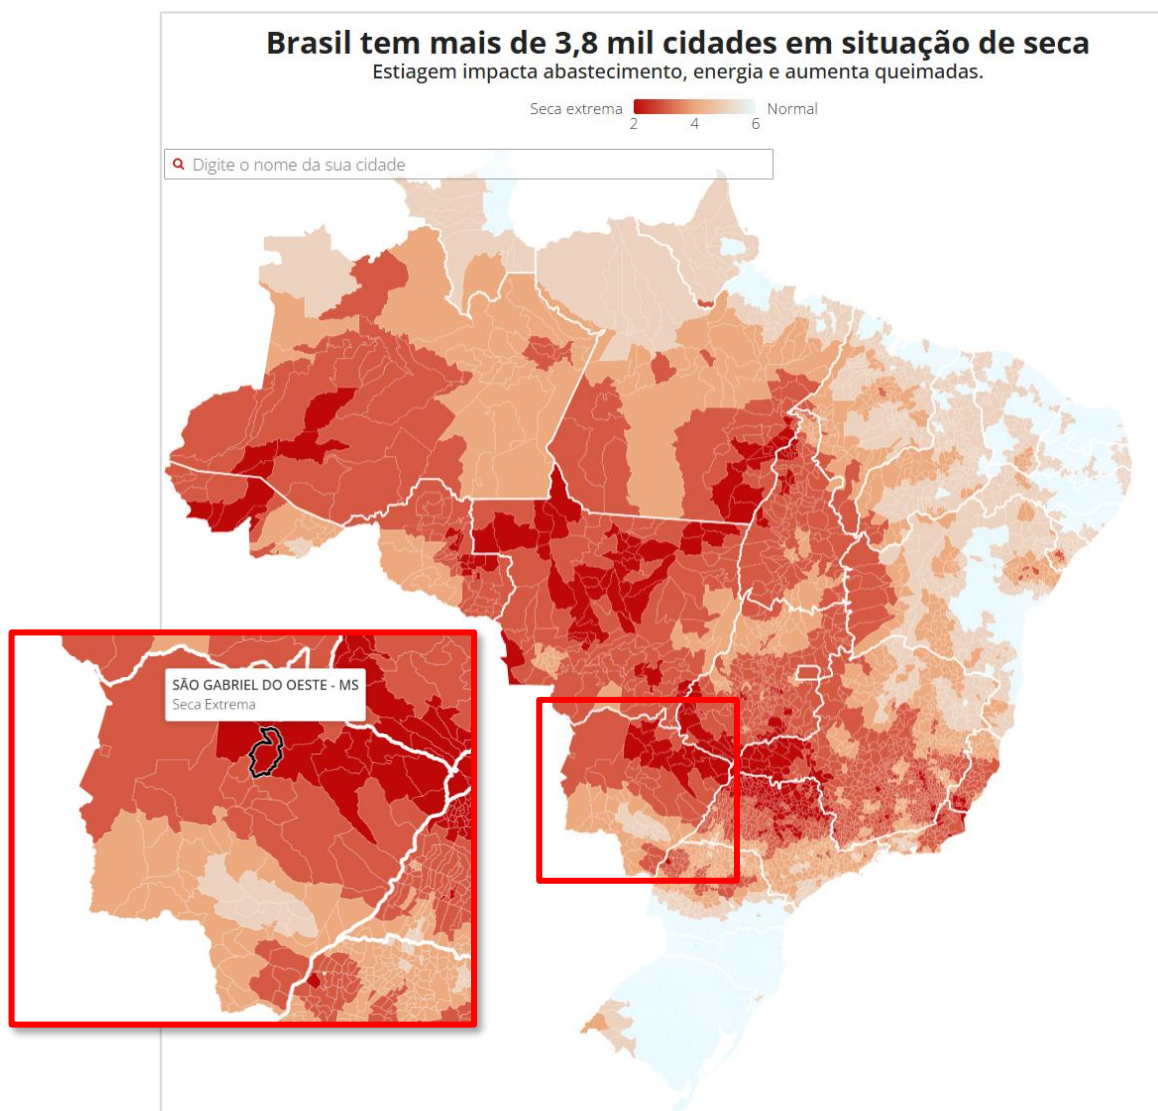 Brasil tem mais de 3,8 mil cidades em situação de seca
Estiagem impacta abastecimento, energia e aumenta queimadas.
Seca extrema
Normal
2
4
6
Digite o nome da sua cidade
SÃO GABRIEL DO OESTE - MS
Seca Extrema